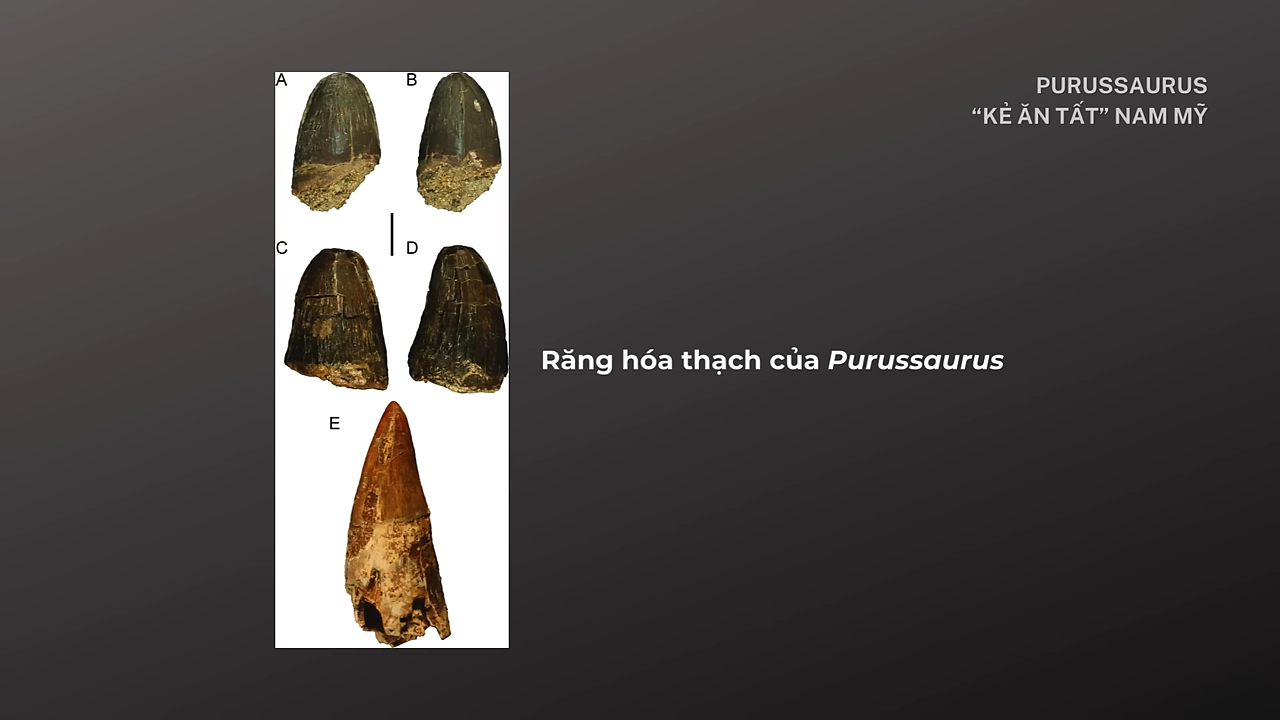 PURUSSAURUS
“KẺ ĂN TẤT” NAM MỸ
A
B
C
D
E
Răng hóa thạch của Purussaurus